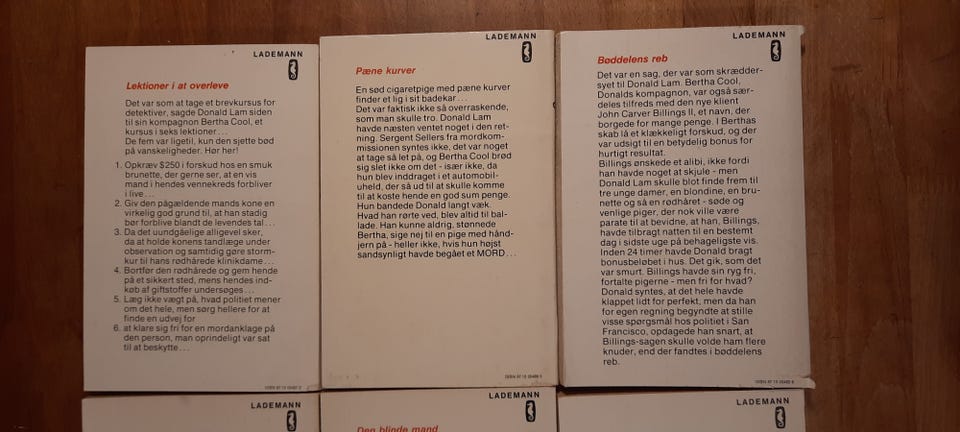 LADEMANN
Lektioner i at overleve
Det var som at tage et brevkursus for
detektiver, sagde Donald Lam siden
til sin kompagnon Bertha Cool, et
kursus i seks lektioner...
De fem var ligetil, kun den sjette bød
på vanskeligheder. Hør her!
1. Opkræv $250 i forskud hos en smuk
brunette, der gerne ser, at en vis
mand i hendes vennekreds forbliver
i live...
2. Giv den pågældende mands kone en
virkelig god grund til, at han stadig
bør forblive blandt de levendes tal...
3. Da det uundgåelige alligevel sker,
da at holde konens tandlæge under
observation og samtidig gøre storm-
kur til hans rødhårede klinikdame...
4. Bortfør den rødhårede og gem hende
på et sikkert sted, mens hendes ind-
køb af giftstoffer undersøges...
5. Læg ikke vægt på, hvad politiet mener
om det hele, men sørg hellere for at
finde en udvej for
6. at klare sig fri for en mordanklage på
den person, man oprindeligt var sat
til at beskytte...
LADEMANN
Pæne kurver
En sød cigaretpige med pæne kurver
finder et lig i sit badekar...
Det var faktisk ikke så overraskende,
som man skulle tro. Donald Lam
havde næsten ventet noget i den ret-
ning. Sergent Sellers fra mordkom-
missionen syntes ikke, det var noget
at tage så let på, og Bertha Cool brød
sig slet ikke om det - især ikke, da
hun blev inddraget i et automobil-
uheld, der så ud til at skulle komme
til at koste hende en god sum penge.
Hun bandede Donald langt væk.
Hvad han rørte ved, blev altid til bal-
lade. Han kunne aldrig, stønnede
Bertha, sige nej til en pige med hånd-
jern på - heller ikke, hvis hun højst
sandsynligt havde begået et MORD...
LADEMANN
Bøddelens reb
Det var en sag, der var som skrædder-
syet til Donald Lam. Bertha Cool,
Donalds kompagnon, var også sær-
deles tilfreds med den nye klient
John Carver Billings II, et navn, der
borgede for mange penge. I Berthas
skab lå et klækkeligt forskud, og der
var udsigt til en betydelig bonus for
hurtigt resultat.
Billings ønskede et alibi, ikke fordi
han havde noget at skjule - men
Donald Lam skulle blot finde frem til
tre unge damer, en blondine, en bru-
nette og så en rødhåret - søde og
venlige piger, der nok ville være
parate til at bevidne, at han, Billings,
havde tilbragt natten til en bestemt
dag i sidste uge på behageligste vis.
Inden 24 timer havde Donald bragt
bonusbeløbet i hus. Det gik, som det
var smurt. Billings havde sin ryg fri,
fortalte pigerne - men fri for hvad?
Donald syntes, at det hele havde
klappet lidt for perfekt, men da han
for egen regning begyndte at stille
visse spørgsmål hos politiet i San
Francisco, opdagede han snart, at
Billings-sagen skulle volde ham flere
knuder, end der fandtes i bøddelens
reb.
LADEMANN
LADEMANN
Den blinde mand
LADEMANN